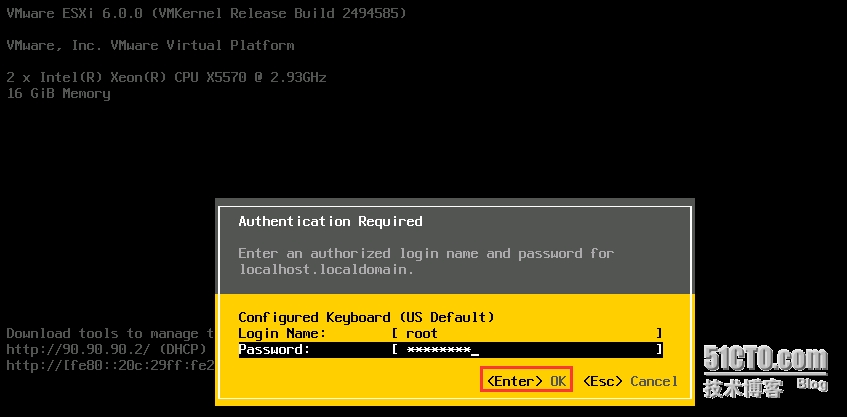 VMware ESXi 6.0.0 (VMKernel Release Build 2494585)
VMware, Inc. VMware Virtual Platform
2 x Intel(R) Xeon(R) CPU X5570 @ 2.93GHz
16 GiB Memory
Authentication Required
Enter an authorized login name and password for
localhost.localdomain.
Configured Keyboard (US Default)
Login Name: [ root ]
Password: [ ********_ ]
<Enter> OK <Esc> Cancel
Download tools to manage t
http://90.90.90.2/ (DHCP)
http://[fe80::20c:29ff:fe2
51CTO.com
技术博客 Blog